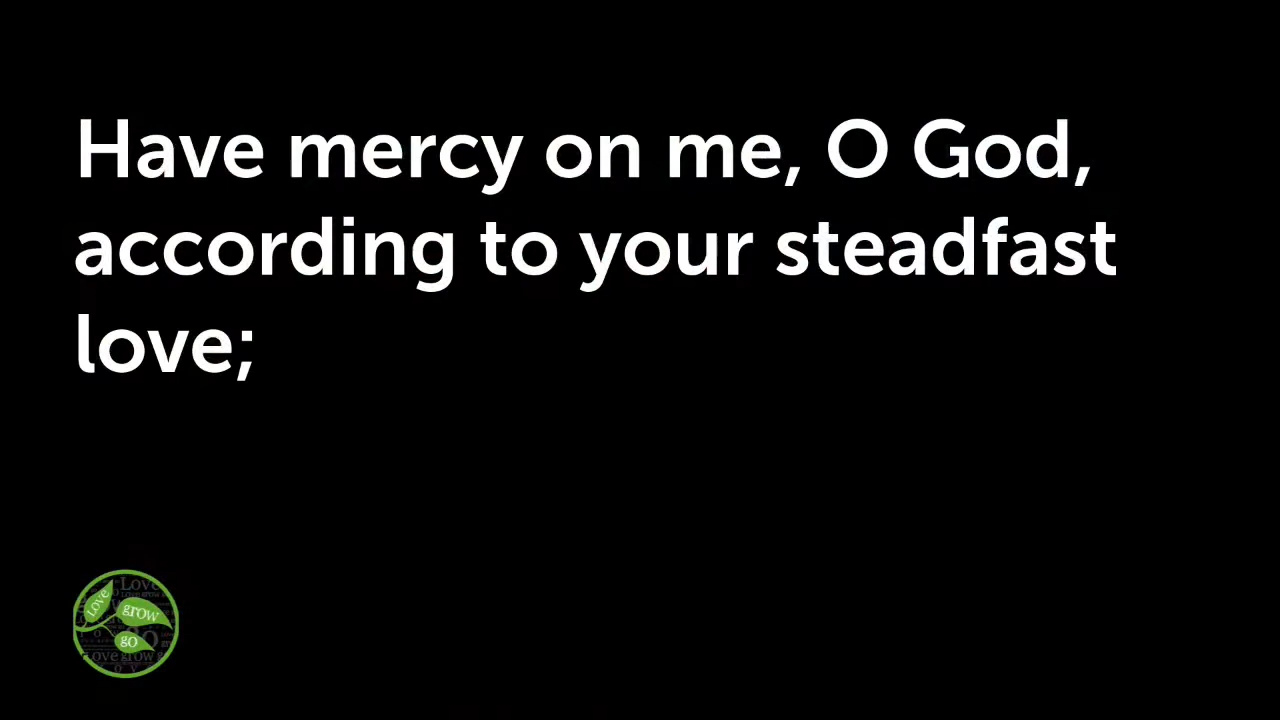 Have mercy on me, O God,
according to your steadfast
love;
Love
grow
go